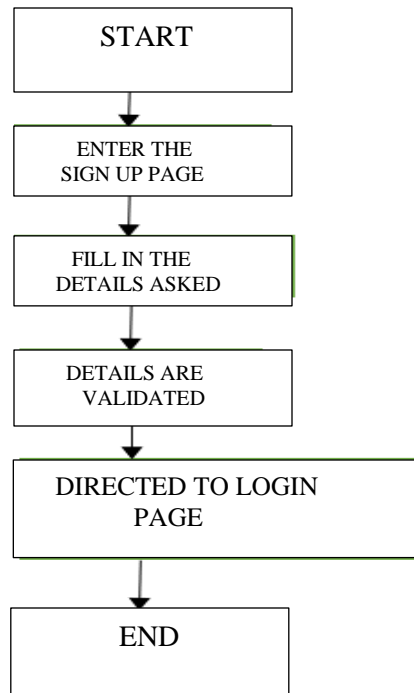 START
ENTER THE
SIGN UP PAGE
FILL IN THE
DETAILS ASKED
DETAILS ARE
VALIDATED
DIRECTED TO LOGIN
PAGE
END